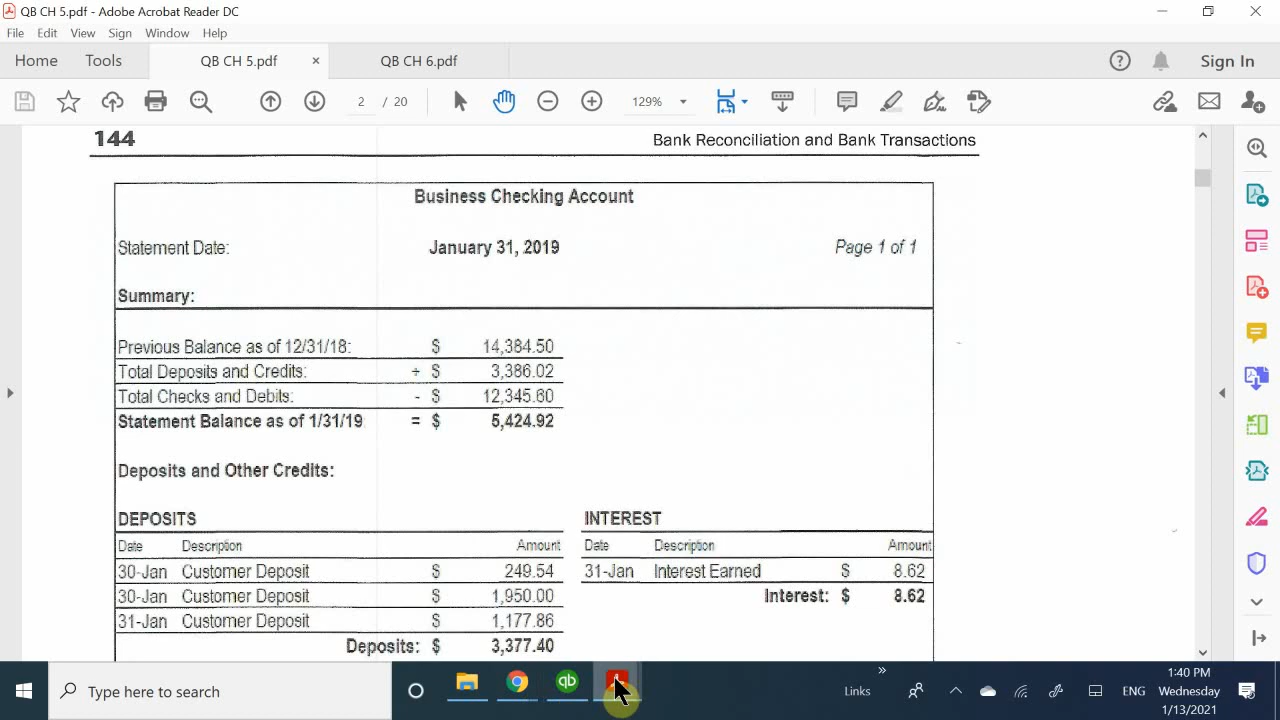 QB CH 5.pdf - Adobe Acrobat Reader DC
File Edit View Sign Window Help
Home Tools QB CH 5.pdf × QB CH 6.pdf Sign In
2 / 20 129%
144 Bank Reconciliation and Bank Transactions
Business Checking Account
Statement Date: January 31, 2019 Page 1 of 1
Summary:
Previous Balance as of 12/31/18: $ 14,384.50
Total Deposits and Credits: + $ 3,386.02
Total Checks and Debits: - $ 12,345.60
Statement Balance as of 1/31/19 = $ 5,424.92
Deposits and Other Credits:
DEPOSITS INTEREST
Date Description Amount Date Description Amount
30-Jan Customer Deposit $ 249.54 31-Jan Interest Earned $ 8.62
30-Jan Customer Deposit $ 1,950.00 Interest: $ 8.62
31-Jan Customer Deposit $ 1,177.86
Deposits: $ 3,377.40
Type here to search qb Links ENG 1:40 PM
Wednesday
1/13/2021